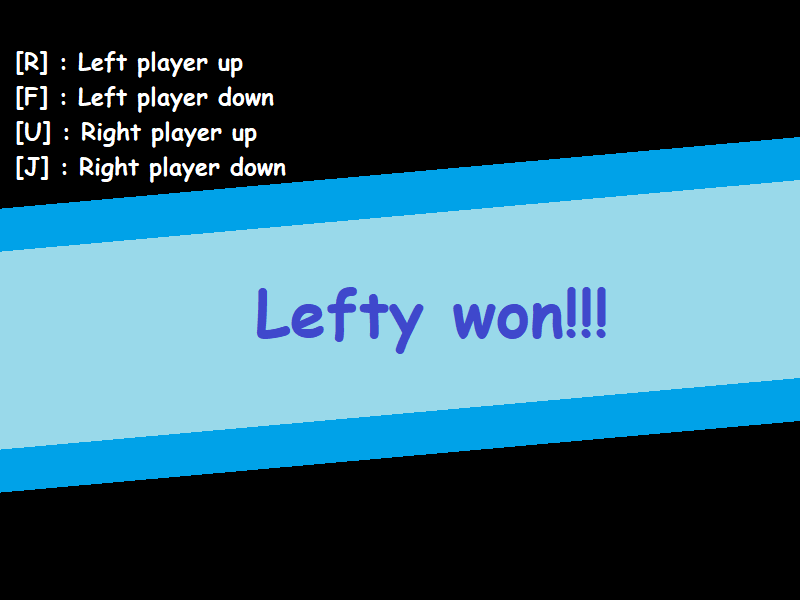 [R] : Left player up
[F] : Left player down
[U] : Right player up
[J] : Right player down
Lefty won!!!